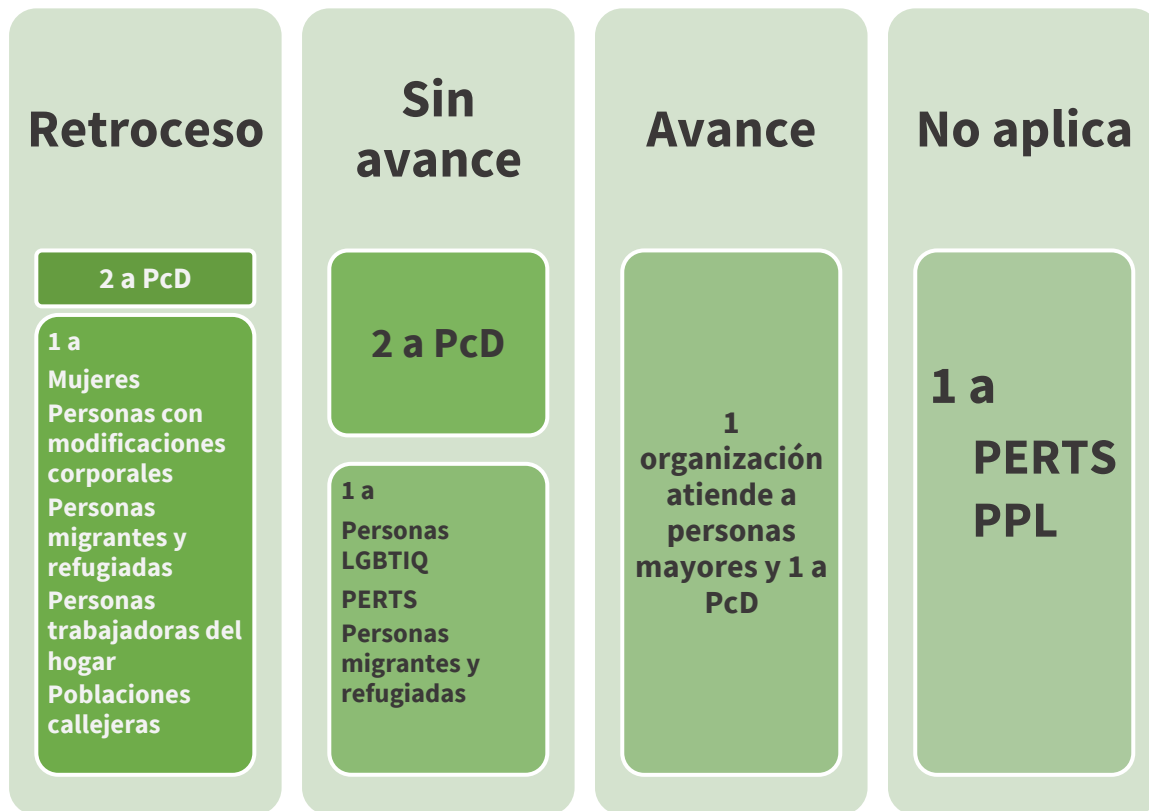 Retroceso
2 a PcD
1 a
Mujeres
Personas con
modificaciones
corporales
Personas
migrantes y
refugiadas
Personas
trabajadoras del
hogar
Poblaciones
callejeras
Sin
avance
2 a PcD
1 a
Personas
LGBTIQ
PERTS
Personas
migrantes y
refugiadas
Avance
1
organización
atiende a
personas
mayores y 1 a
PcD
No aplica
1 a
PERTS
PPL